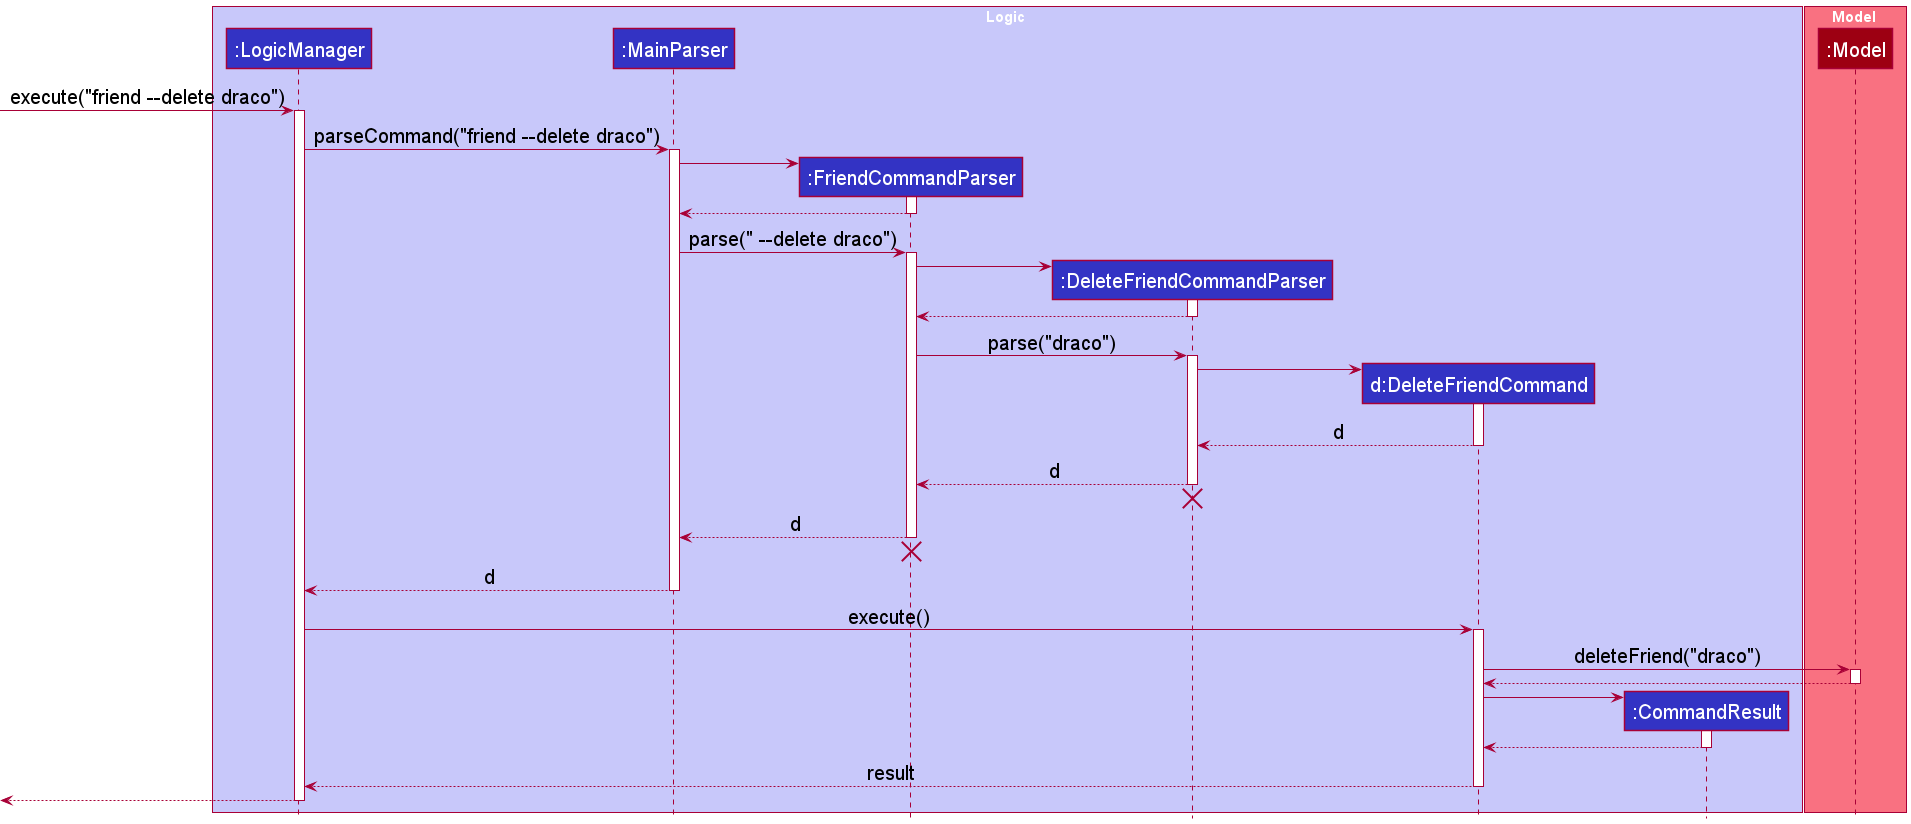 Logic
Model
:LogicManager
:MainParser
:Model
execute("friend --delete draco")
parseCommand("friend --delete draco")
:FriendCommandParser
parse(" --delete draco")
:DeleteFriendCommandParser
parse("draco")
d:DeleteFriendCommand
d
d
d
d
execute()
deleteFriend("draco")
:CommandResult
result